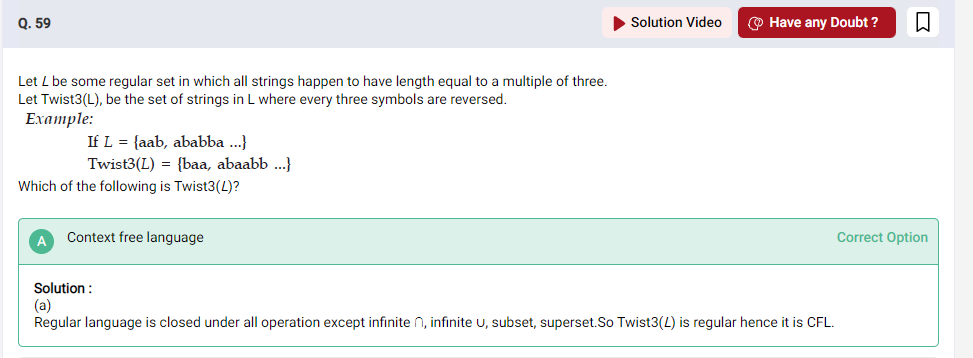 Q. 59
Solution Video
Have any Doubt ?
Let L be some regular set in which all strings happen to have length equal to a multiple of three.
Let Twist3(L), be the set of strings in L where every three symbols are reversed.
Example:
If L = {aab, ababba ...}
Twist3(L) = {baa, abaabb ...}
Which of the following is Twist3(L)?
A Context free language Correct Option
Solution :
(a)
Regular language is closed under all operation except infinite ∩, infinite ∪, subset, superset.So Twist3(L) is regular hence it is CFL.